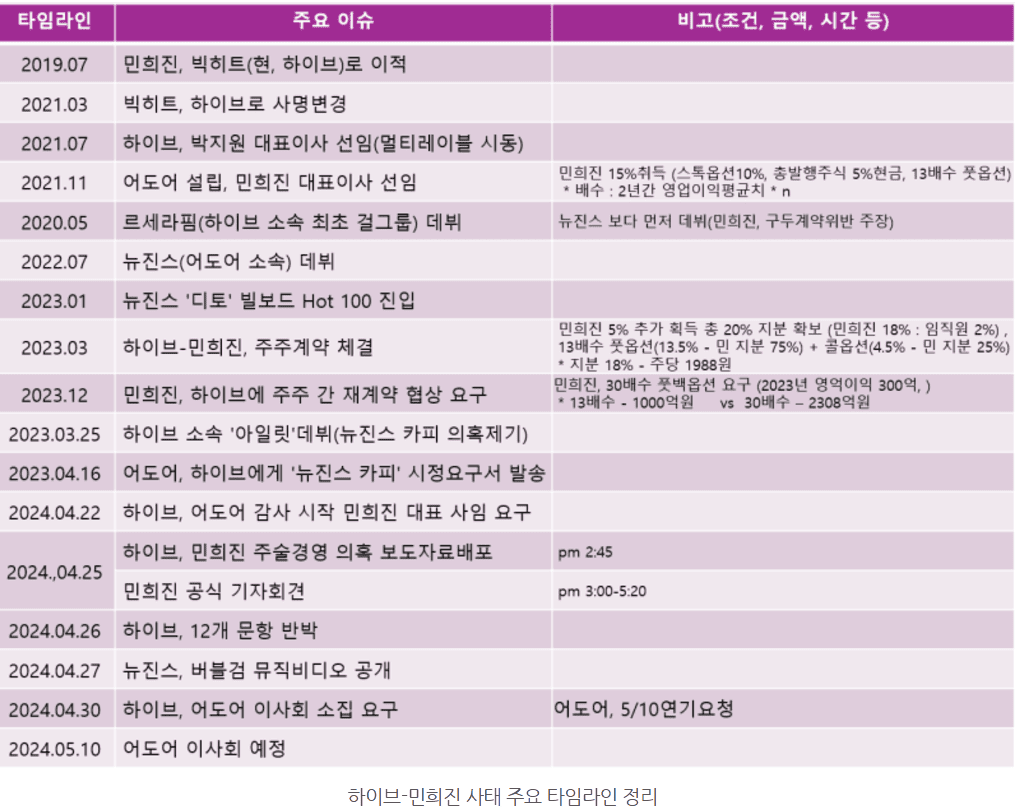 타임라인 주요 이슈 비고(조건, 금액, 시간 등)
2019.07 민희진, 빅히트(현, 하이브)로 이적
2021.03 빅히트, 하이브로 사명변경
2021.07 하이브, 박지원 대표이사 선임(멀티레이블 시동)
2021.11 어도어 설립, 민희진 대표이사 선임 민희진 15%취득 (스톡옵션10%, 총발행주식 5%현금, 13배수 풋옵션)
* 배수 : 2년간 영업이익평균치 * n
2020.05 르세라핌(하이브 소속 최초 걸그룹) 데뷔 뉴진스 보다 먼저 데뷔(민희진, 구두계약위반 주장)
2022.07 뉴진스(어도어 소속) 데뷔
2023.01 뉴진스 '디토' 빌보드 Hot 100 진입
2023.03 하이브-민희진, 주주계약 체결 민희진 5% 추가 획득 총 20% 지분 확보 (민희진 18% : 임직원 2%) ,
13배수 풋옵션(13.5% - 민 지분 75%) + 콜옵션(4.5% - 민 지분 25%)
* 지분 18% - 주당 1988원
2023.12 민희진, 하이브에 주주 간 재계약 협상 요구 민희진, 30배수 풋백옵션 요구 (2023년 영억이익 300억, )
* 13배수 - 1000억원 vs 30배수 – 2308억원
2023.03.25 하이브 소속 '아일릿'데뷔(뉴진스 카피 의혹제기)
2023.04.16 어도어, 하이브에게 '뉴진스 카피' 시정요구서 발송
2024.04.22 하이브, 어도어 감사 시작 민희진 대표 사임 요구
2024.,04.25 하이브, 민희진 주술경영 의혹 보도자료배포 pm 2:45
민희진 공식 기자회견 pm 3:00-5:20
2024.04.26 하이브, 12개 문항 반박
2024.04.27 뉴진스, 버블검 뮤직비디오 공개
2024.04.30 하이브, 어도어 이사회 소집 요구 어도어, 5/10연기요청
2024.05.10 어도어 이사회 예정
하이브-민희진 사태 주요 타임라인 정리